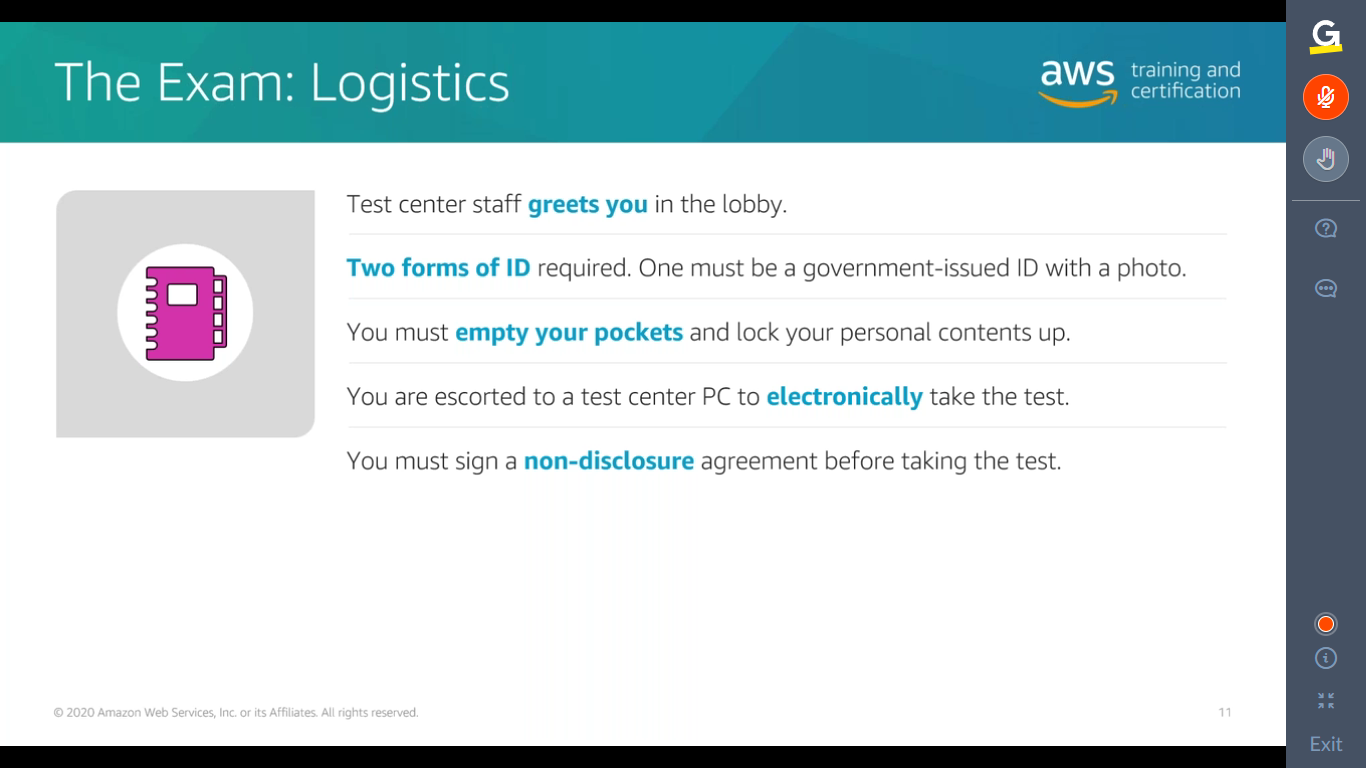 The Exam: Logistics
aws training and
certification
Test center staff greets you in the lobby.
Two forms of ID required. One must be a government-issued ID with a photo.
You must empty your pockets and lock your personal contents up.
You are escorted to a test center PC to electronically take the test.
You must sign a non-disclosure agreement before taking the test.
© 2020 Amazon Web Services, Inc. or its Affiliates. All rights reserved.
11
G
Exit